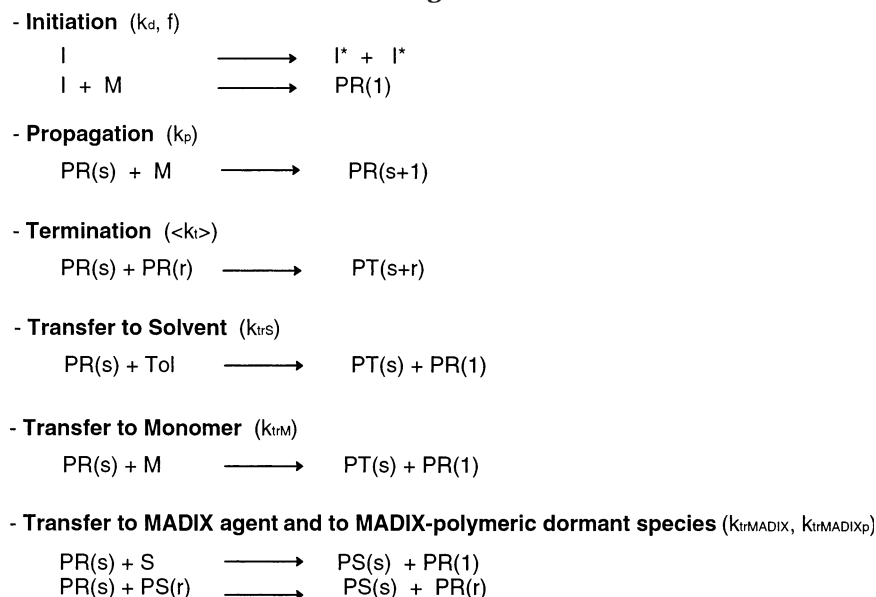 - Initiation (kd, f)
I ⟶ I* + I*
I + M ⟶ PR(1)
- Propagation (kp)
PR(s) + M ⟶ PR(s+1)
- Termination (<kt>)
PR(s) + PR(r) ⟶ PT(s+r)
- Transfer to Solvent (ktrS)
PR(s) + Tol ⟶ PT(s) + PR(1)
- Transfer to Monomer (ktrM)
PR(s) + M ⟶ PT(s) + PR(1)
- Transfer to MADIX agent and to MADIX-polymeric dormant species (ktrMADIX, ktrMADIXp)
PR(s) + S ⟶ PS(s) + PR(1)
PR(s) + PS(r) ⟶ PS(s) + PR(r)